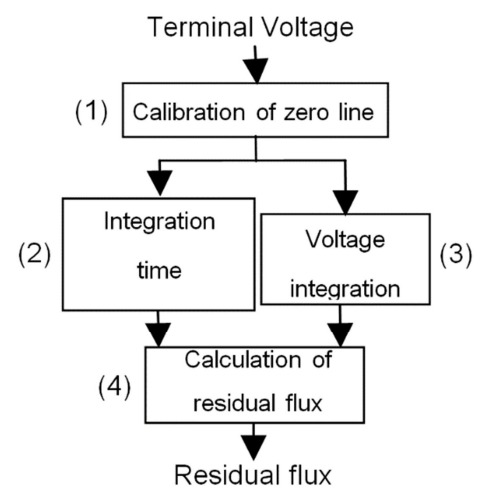 Terminal Voltage
(1)
Calibration of zero line
(2)
Integration
time
Voltage
integration
(3)
(4)
Calculation of
residual flux
Residual flux